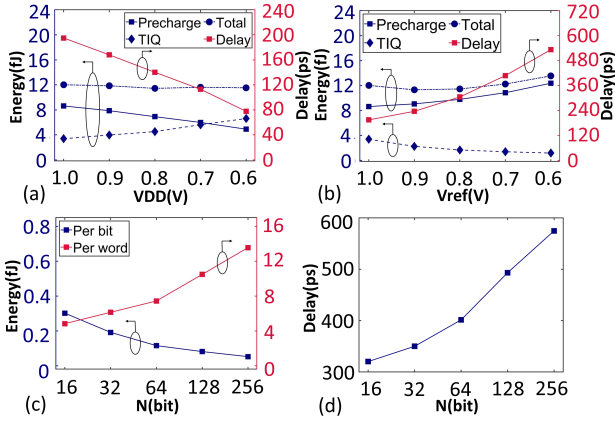 Energy(fJ)
24
20
16
12
8
4
0
Precharge
Total
TIQ
Delay
240
200
160
120
80
40
0
Delay(ps)
1.0 0.9 0.8 0.7 0.6
(a)
VDD(V)
Energy(fJ)
24
20
16
12
8
4
0
Precharge
Total
TIQ
Delay
720
600
480
360
240
120
0
Delay(ps)
1.0 0.9 0.8 0.7 0.6
(b)
Vref(V)
Energy(fJ)
0.8
0.6
0.4
0.2
0
Per bit
Per word
16
12
8
4
0
16 32 64 128 256
(c)
N(bit)
Delay(ps)
600
500
400
300
16 32 64 128 256
(d)
N(bit)